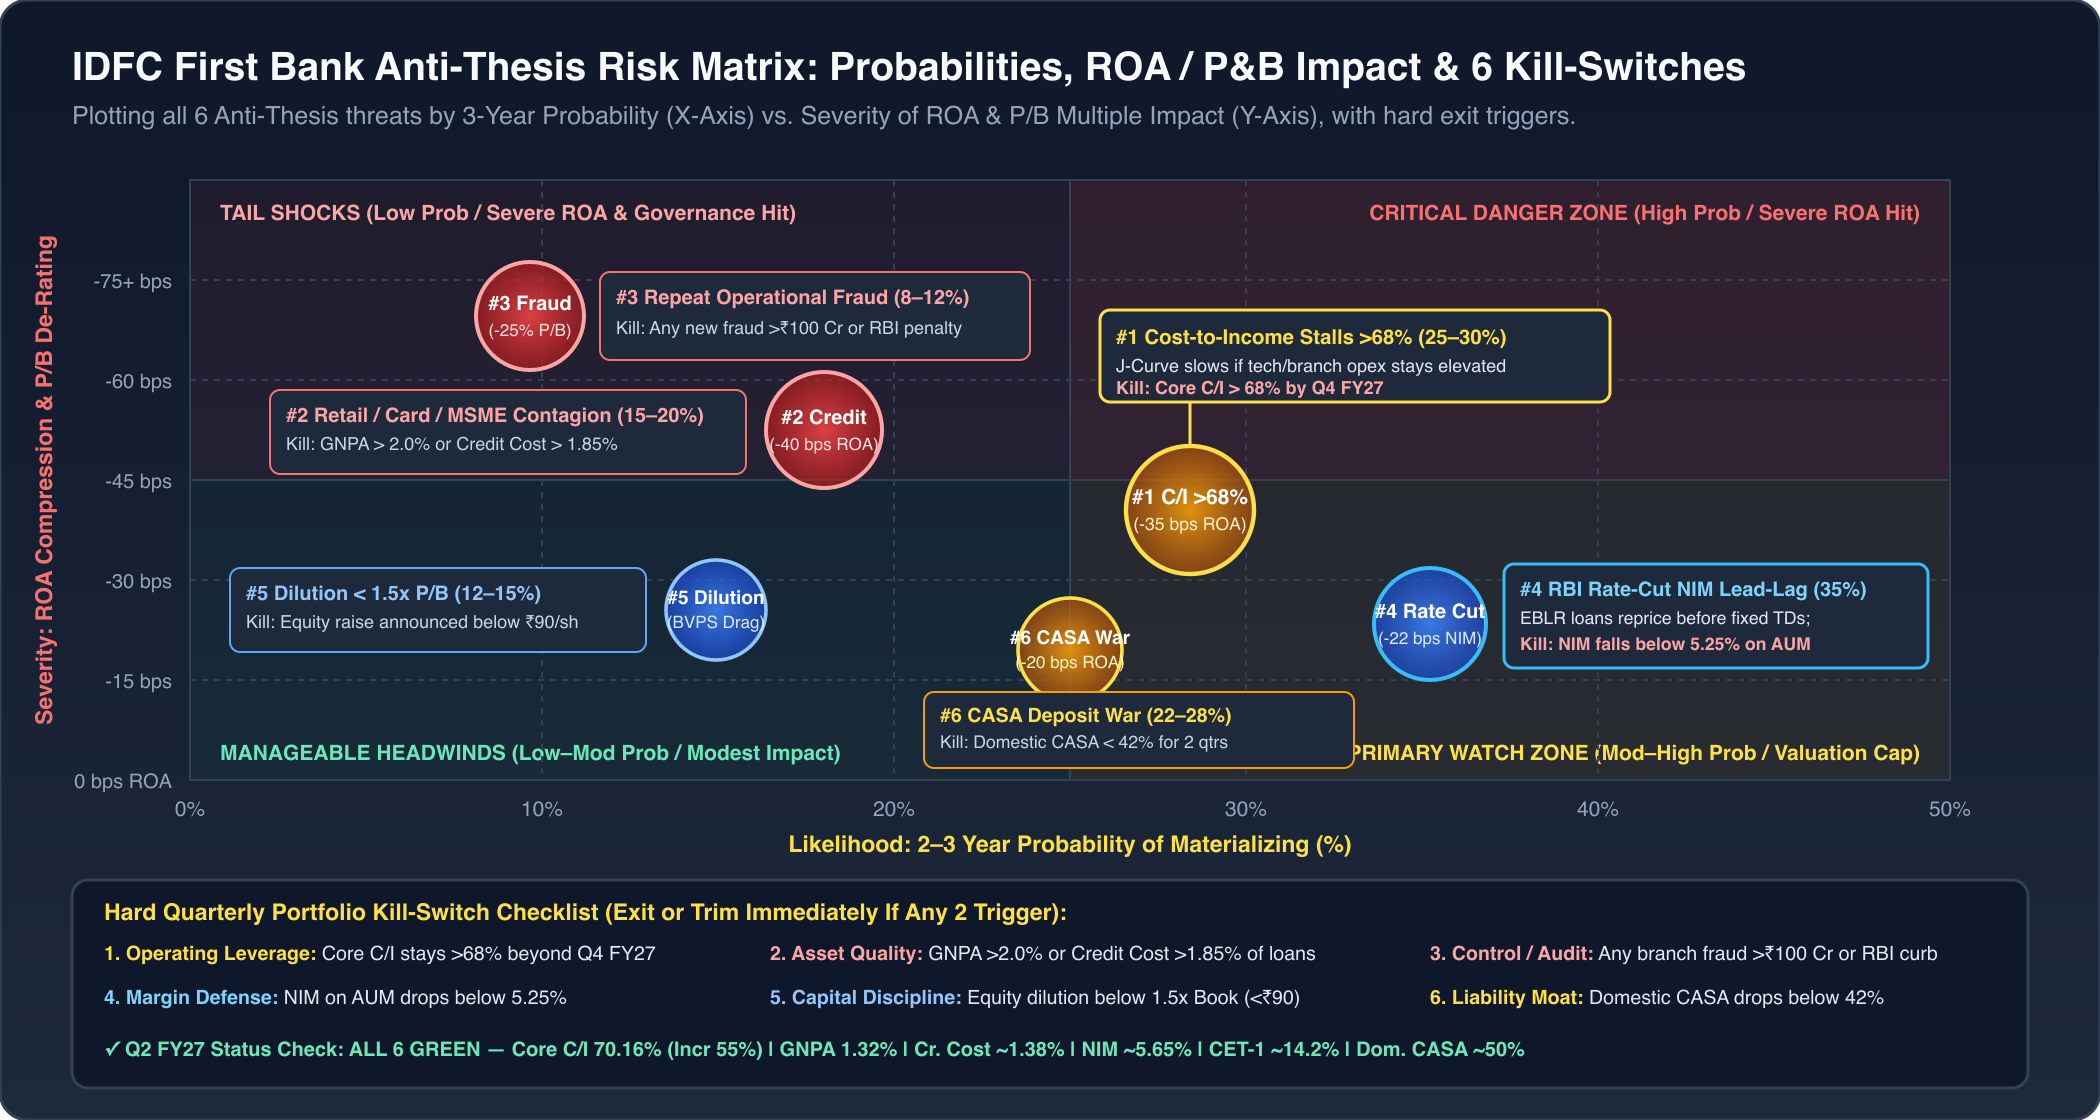 IDFC First Bank Anti-Thesis Risk Matrix: Probabilities, ROA / P&B Impact & 6 Kill-Switches
Plotting all 6 Anti-Thesis threats by 3-Year Probability (X-Axis) vs. Severity of ROA & P/B Multiple Impact (Y-Axis), with hard exit triggers.
Severity: ROA Compression & P/B De-Rating
TAIL SHOCKS (Low Prob / Severe ROA & Governance Hit)
CRITICAL DANGER ZONE (High Prob / Severe ROA Hit)
-75+ bps
-60 bps
-45 bps
-30 bps
-15 bps
0 bps ROA
#3 Fraud
(-25% P/B)
#3 Repeat Operational Fraud (8–12%)
Kill: Any new fraud >₹100 Cr or RBI penalty
#1 Cost-to-Income Stalls >68% (25–30%)
J-Curve slows if tech/branch opex stays elevated
Kill: Core C/I > 68% by Q4 FY27
#2 Retail / Card / MSME Contagion (15–20%)
Kill: GNPA > 2.0% or Credit Cost > 1.85%
#2 Credit
(-40 bps ROA)
#1 C/I >68%
(-35 bps ROA)
#5 Dilution < 1.5x P/B (12–15%)
Kill: Equity raise announced below ₹90/sh
#5 Dilution
(BVPS Drag)
#6 CASA War
(-20 bps ROA)
#4 Rate Cut
(-22 bps NIM)
#4 RBI Rate-Cut NIM Lead-Lag (35%)
EBLR loans reprice before fixed TDs;
Kill: NIM falls below 5.25% on AUM
#6 CASA Deposit War (22–28%)
Kill: Domestic CASA < 42% for 2 qtrs
MANAGEABLE HEADWINDS (Low–Mod Prob / Modest Impact)
PRIMARY WATCH ZONE (Mod–High Prob / Valuation Cap)
0%
10%
20%
30%
40%
50%
Likelihood: 2–3 Year Probability of Materializing (%)
Hard Quarterly Portfolio Kill-Switch Checklist (Exit or Trim Immediately If Any 2 Trigger):
1. Operating Leverage: Core C/I stays >68% beyond Q4 FY27
2. Asset Quality: GNPA >2.0% or Credit Cost >1.85% of loans
3. Control / Audit: Any branch fraud >₹100 Cr or RBI curb
4. Margin Defense: NIM on AUM drops below 5.25%
5. Capital Discipline: Equity dilution below 1.5x Book (<₹90)
6. Liability Moat: Domestic CASA drops below 42%
✓ Q2 FY27 Status Check: ALL 6 GREEN — Core C/I 70.16% (Incr 55%) | GNPA 1.32% | Cr. Cost ~1.38% | NIM ~5.65% | CET-1 ~14.2% | Dom. CASA ~50%